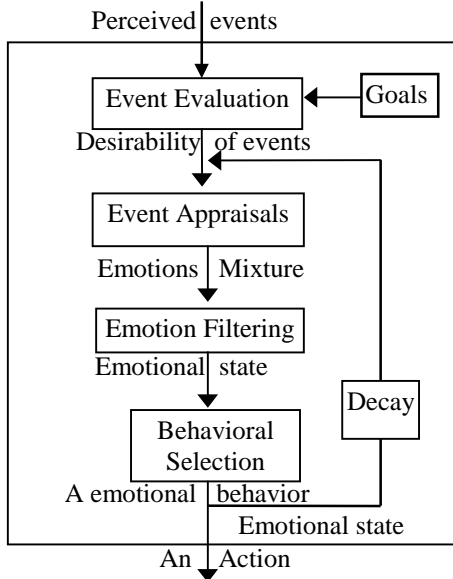 Perceived events
Event Evaluation
Goals
Desirability of events
Event Appraisals
Emotions Mixture
Emotion Filtering
Emotional state
Decay
Behavioral
Selection
A emotional behavior
Emotional state
An Action